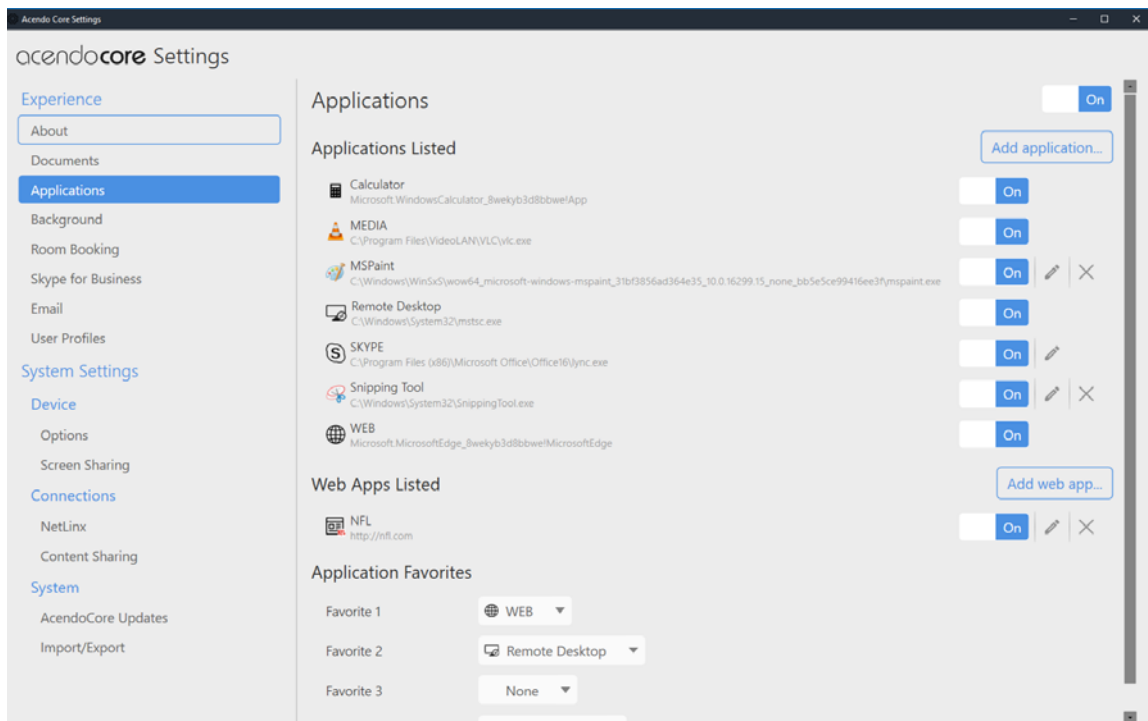 Acendo Core Settings
acendocore Settings
Experience
About
Documents
Applications
Background
Room Booking
Skype for Business
Email
User Profiles
System Settings
Device
Options
Screen Sharing
Connections
NetLinx
Content Sharing
System
AcendoCore Updates
Import/Export
Applications
On
Applications Listed
Add application...
Calculator
Microsoft.WindowsCalculator_8wekyb3d8bbwe!App
On
MEDIA
C:\Program Files\VideoLAN\VLC\vlc.exe
On
MSPaint
C:\Windows\WinSxS\wow64_microsoft-windows-mspaint_31bf3856ad364e35_10.0.16299.15_none_bb5e5ce99416ee3f\mspaint.exe
On
Remote Desktop
C:\Windows\System32\mstsc.exe
On
SKYPE
C:\Program Files (x86)\Microsoft Office\Office16\lync.exe
On
Snipping Tool
C:\Windows\System32\SnippingTool.exe
On
WEB
Microsoft.MicrosoftEdge_8wekyb3d8bbwe!MicrosoftEdge
On
Web Apps Listed
Add web app...
NFL
http://nfl.com
On
Application Favorites
Favorite 1
WEB
Favorite 2
Remote Desktop
Favorite 3
None